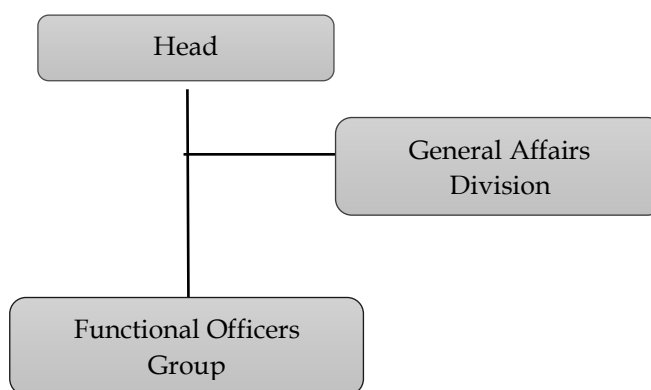 Head
General Affairs
Division
Functional Officers
Group